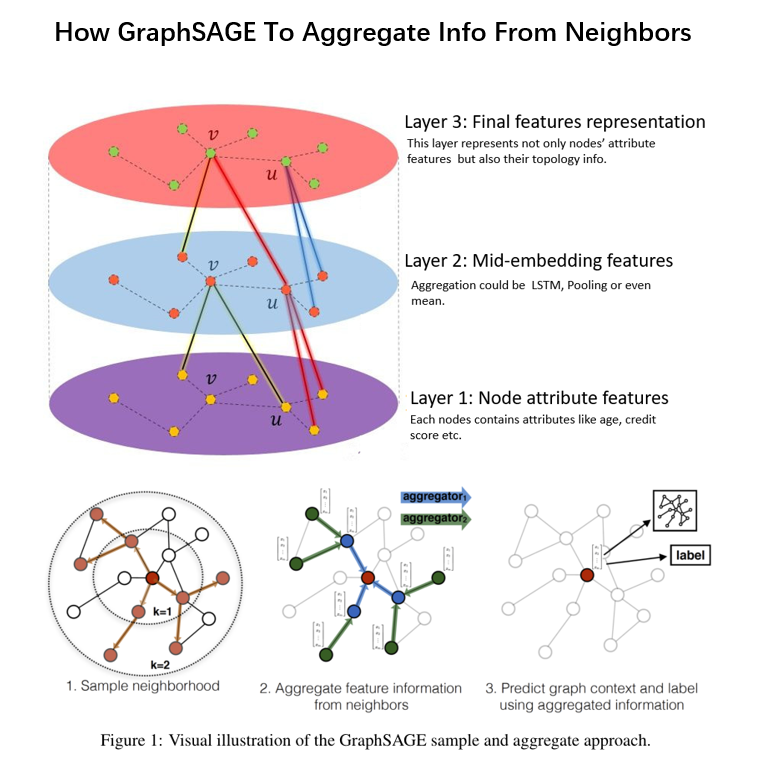 How GraphSAGE To Aggregate Info From Neighbors
Layer 3: Final features representation
This layer represents not only nodes' attribute
features but also their topology info.
v
u
Layer 2: Mid-embedding features
Aggregation could be LSTM, Pooling or even
mean.
v
u
Layer 1: Node attribute features
Each nodes contains attributes like age, credit
score etc.
v
u
k=1
k=2
1. Sample neighborhood
aggregator1
aggregator2
2. Aggregate feature information
from neighbors
label
3. Predict graph context and label
using aggregated information
Figure 1: Visual illustration of the GraphSAGE sample and aggregate approach.